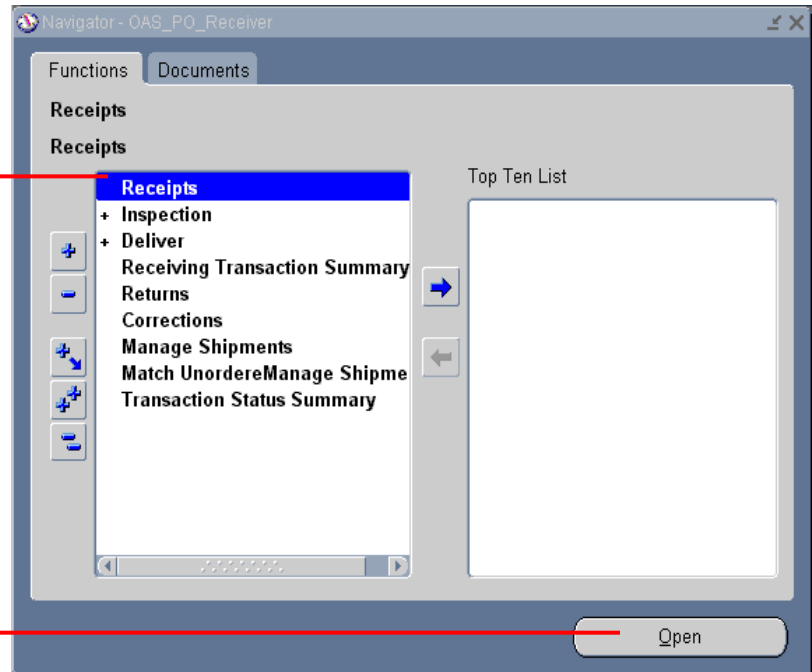 Navigator - OAS_PO_Receiver
Functions Documents
Receipts
Receipts
Top Ten List
Receipts
+ Inspection
+ Deliver
Receiving Transaction Summary
Returns
Corrections
Manage Shipments
Match UnordereManage Shipme
Transaction Status Summary
Open